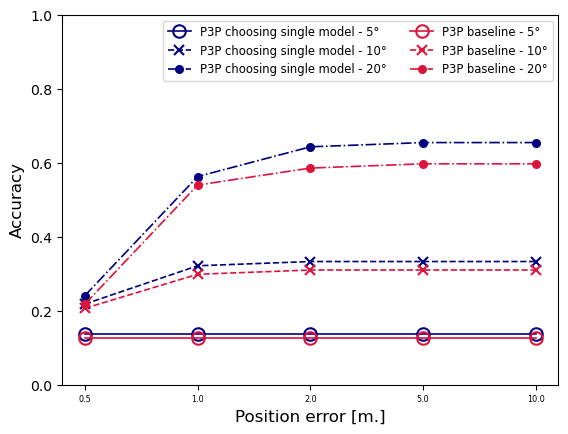 1.0
0.8
0.6
0.4
0.2
0.0
Accuracy
P3P choosing single model - 5°
P3P choosing single model - 10°
P3P choosing single model - 20°
P3P baseline - 5°
P3P baseline - 10°
P3P baseline - 20°
0.5 1.0 2.0 5.0 10.0
Position error [m.]